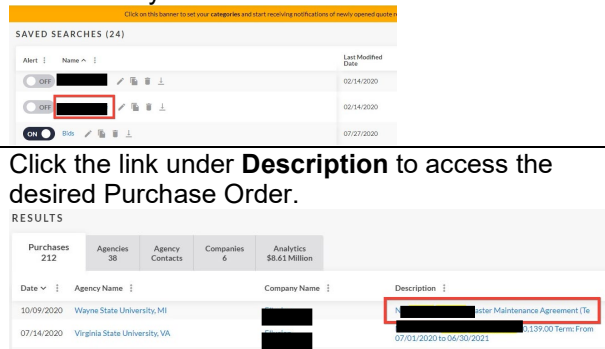 Click on this banner to set your categories and start receiving notifications of newly opened quote
SAVED SEARCHES (24)
Alert Name Last Modified Date
OFF 02/14/2020
OFF 02/14/2020
ON Bids 07/27/2020
Click the link under Description to access the
desired Purchase Order.
RESULTS
Purchases Agencies Agency Companies Analytics
212 38 Contacts 6 $8.61 Million
Date Agency Name Company Name Description
10/09/2020 Wayne State University, MI N aster Maintenance Agreement (Te
07/14/2020 Virginia State University, VA 0,139.00 Term: From
07/01/2020 to 06/30/2021